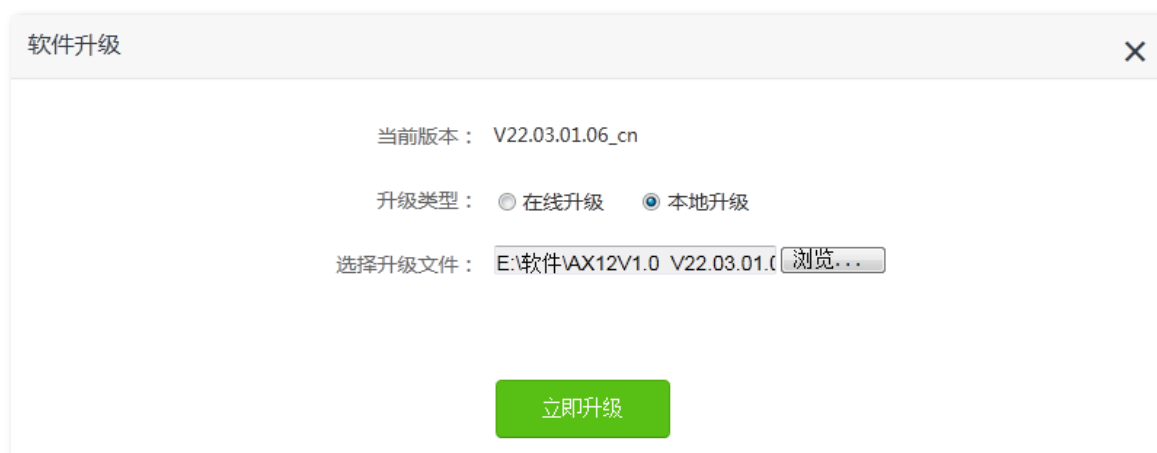 软件升级
当前版本： V22.03.01.06_cn
升级类型： 在线升级 本地升级
选择升级文件： E:\软件\AX12V1.0 V22.03.01.0 浏览...
立即升级